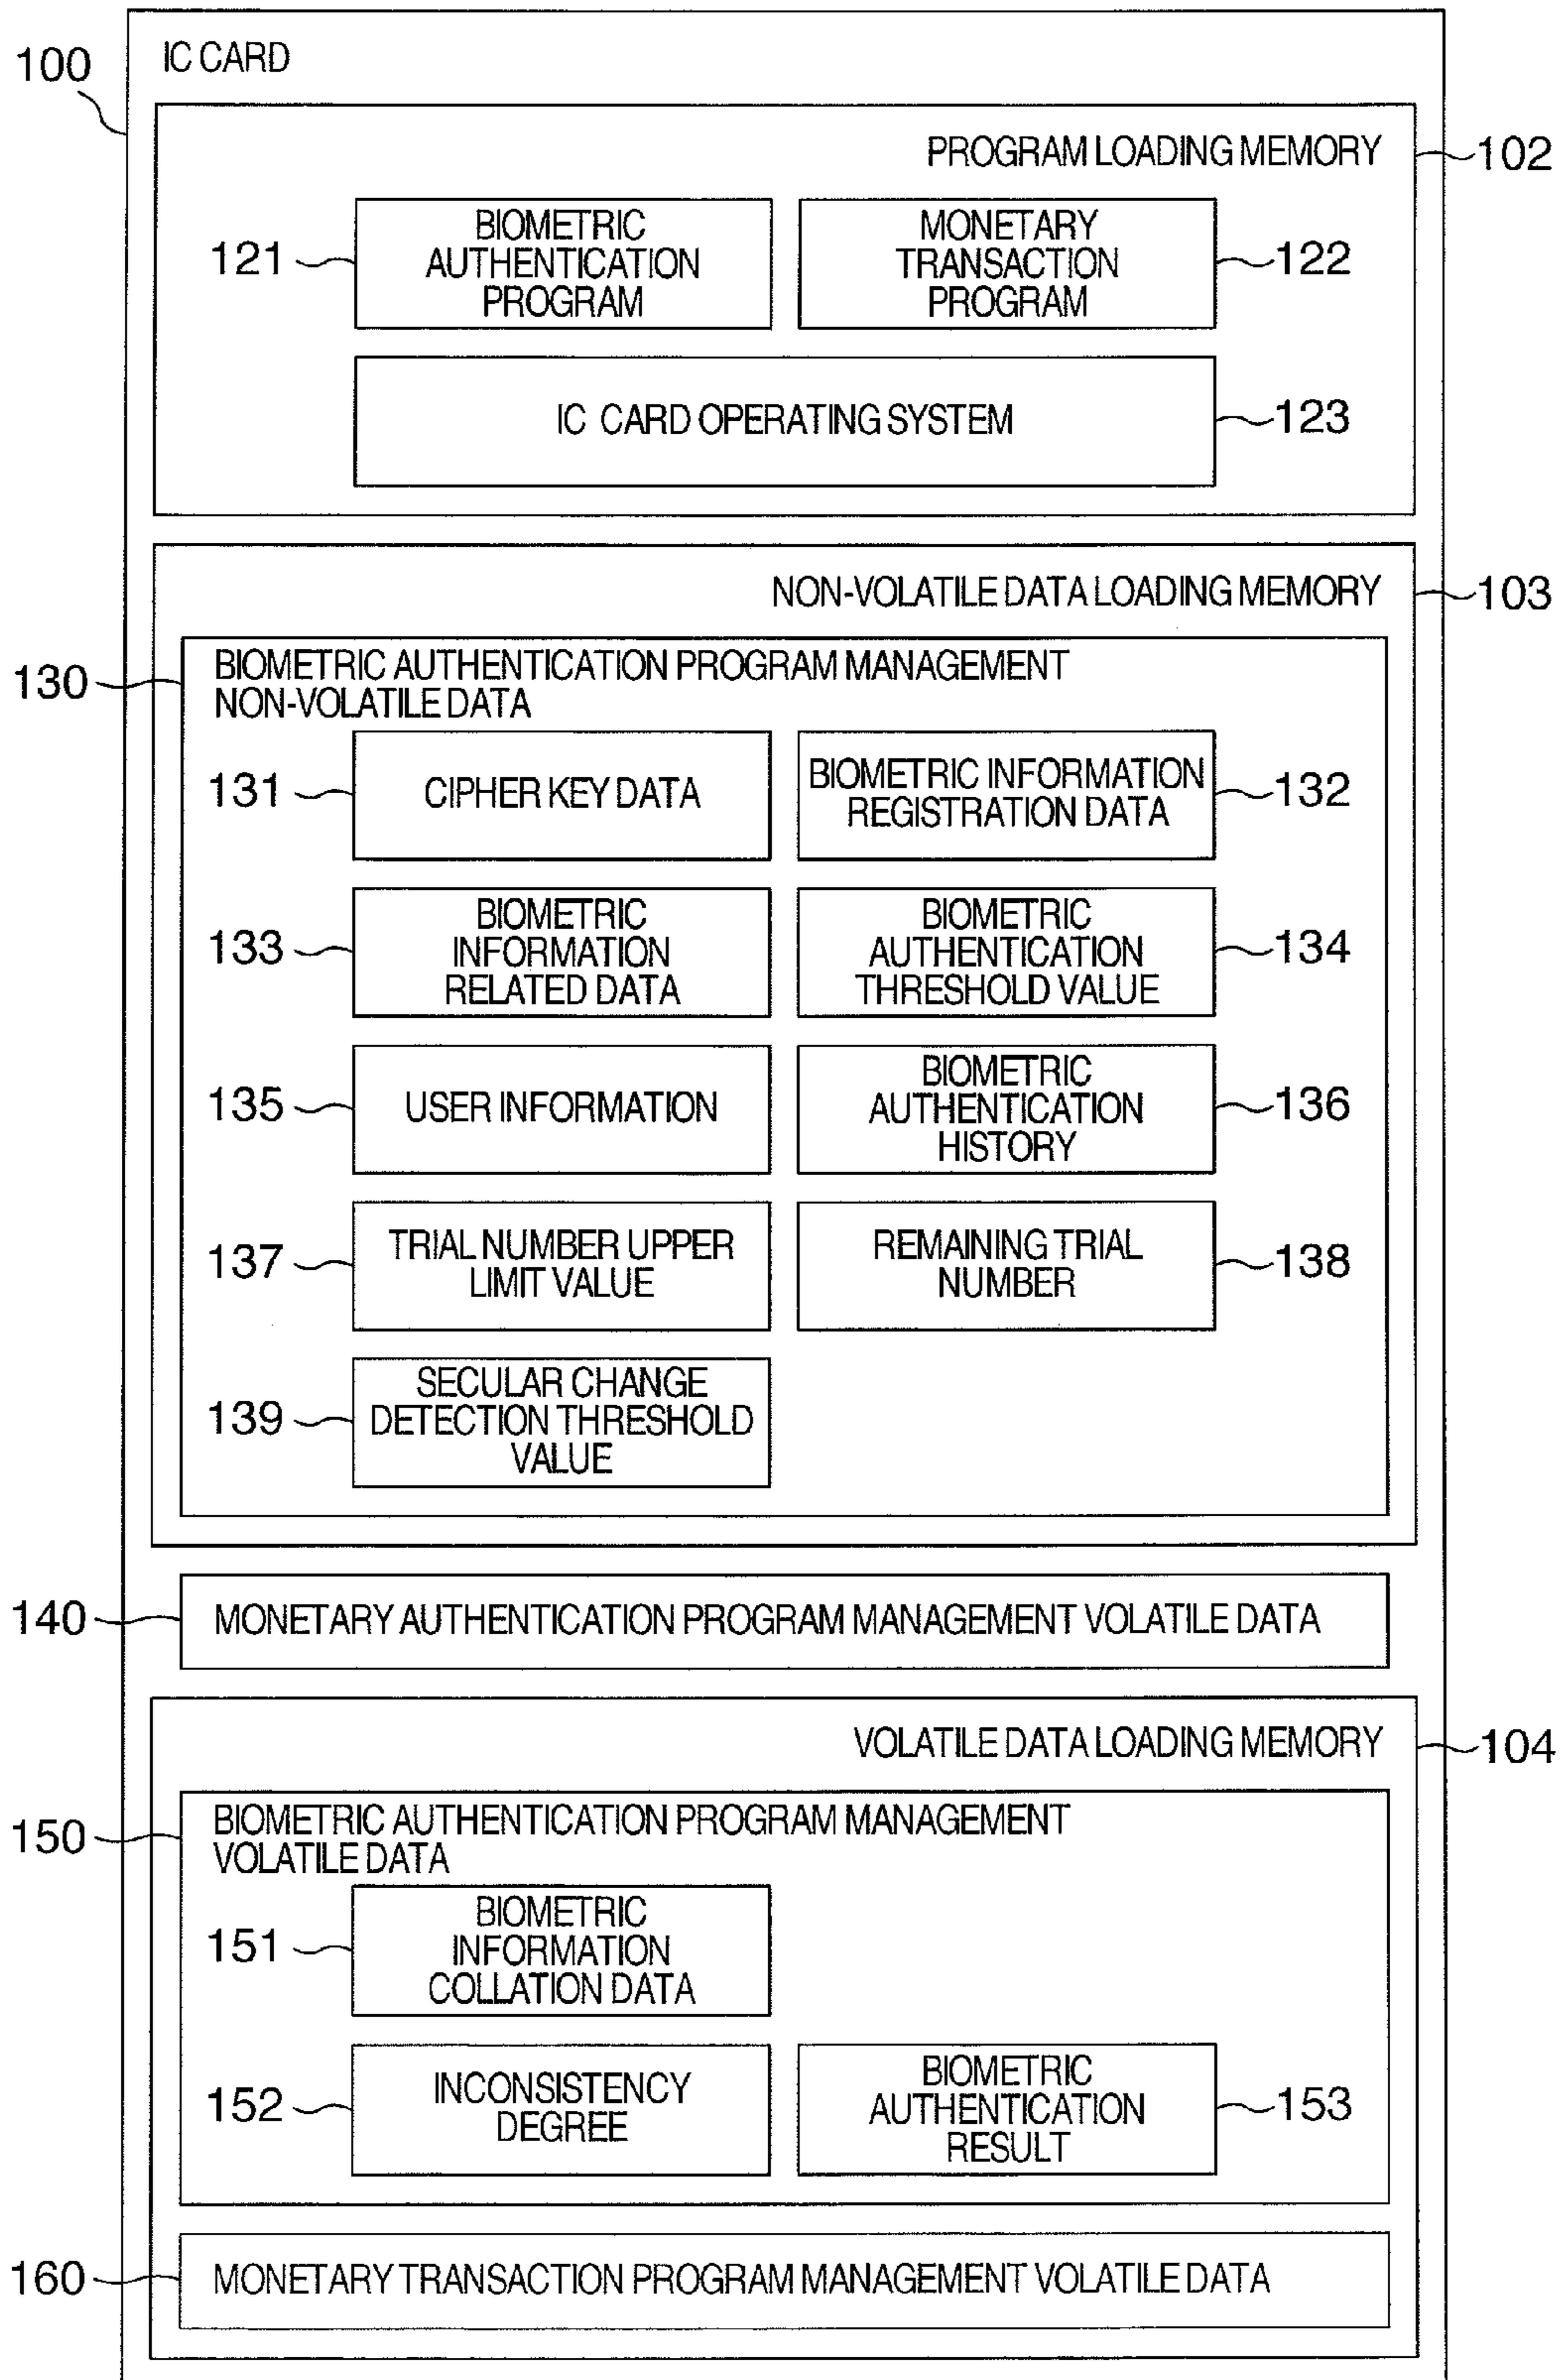 100
IC CARD
PROGRAM LOADING MEMORY
102
121
BIOMETRIC
AUTHENTICATION
PROGRAM
MONETARY
TRANSACTION
PROGRAM
122
IC CARD OPERATING SYSTEM
123
NON-VOLATILE DATA LOADING MEMORY
103
130
BIOMETRIC AUTHENTICATION PROGRAM MANAGEMENT
NON-VOLATILE DATA
131
CIPHER KEY DATA
BIOMETRIC INFORMATION
REGISTRATION DATA
132
133
BIOMETRIC
INFORMATION
RELATED DATA
BIOMETRIC
AUTHENTICATION
THRESHOLD VALUE
134
135
USER INFORMATION
BIOMETRIC
AUTHENTICATION
HISTORY
136
137
TRIAL NUMBER UPPER
LIMIT VALUE
REMAINING TRIAL
NUMBER
138
139
SECULAR CHANGE
DETECTION THRESHOLD
VALUE
140
MONETARY AUTHENTICATION PROGRAM MANAGEMENT VOLATILE DATA
VOLATILE DATA LOADING MEMORY
104
150
BIOMETRIC AUTHENTICATION PROGRAM MANAGEMENT
VOLATILE DATA
151
BIOMETRIC
INFORMATION
COLLATION DATA
152
INCONSISTENCY
DEGREE
BIOMETRIC
AUTHENTICATION
RESULT
153
160
MONETARY TRANSACTION PROGRAM MANAGEMENT VOLATILE DATA